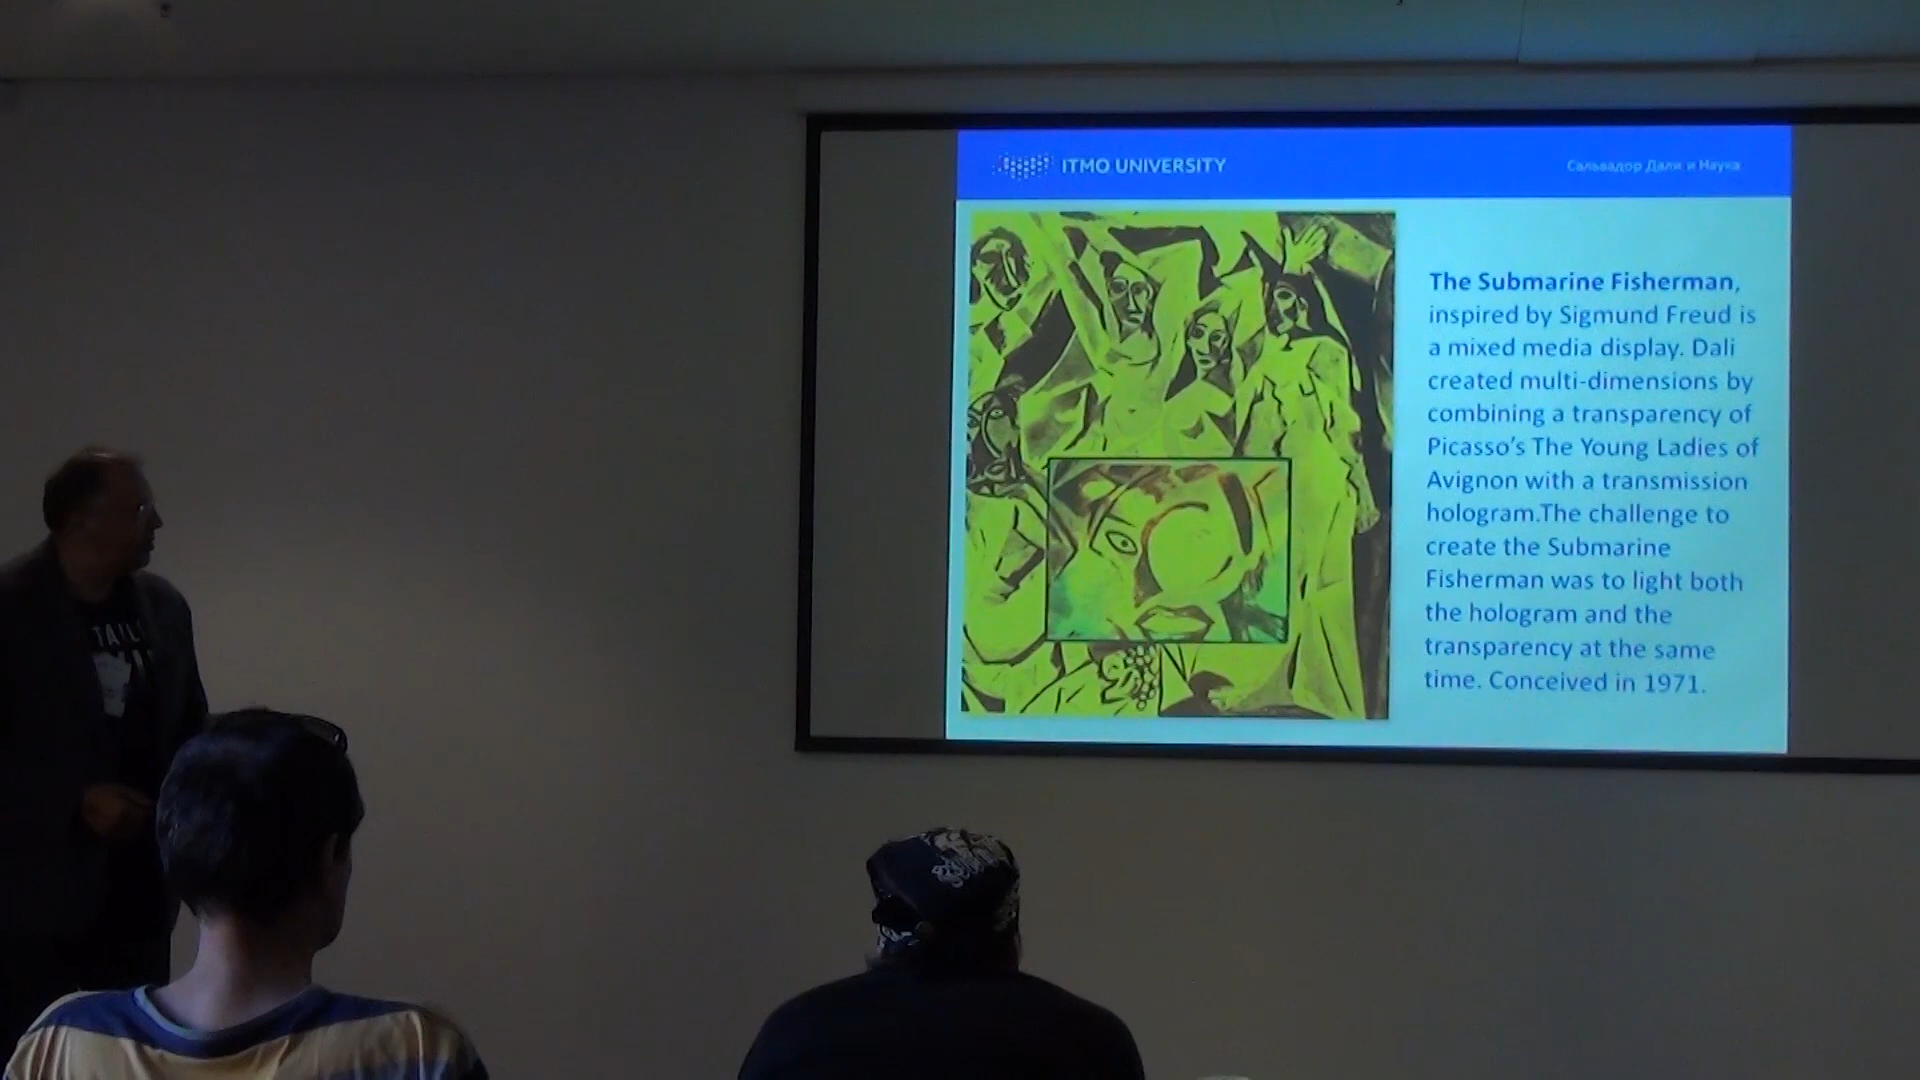 ITMO UNIVERSITY
Сальвадор Дали и Наука
The Submarine Fisherman,
inspired by Sigmund Freud is
a mixed media display. Dali
created multi-dimensions by
combining a transparency of
Picasso's The Young Ladies of
Avignon with a transmission
hologram.The challenge to
create the Submarine
Fisherman was to light both
the hologram and the
transparency at the same
time. Conceived in 1971.